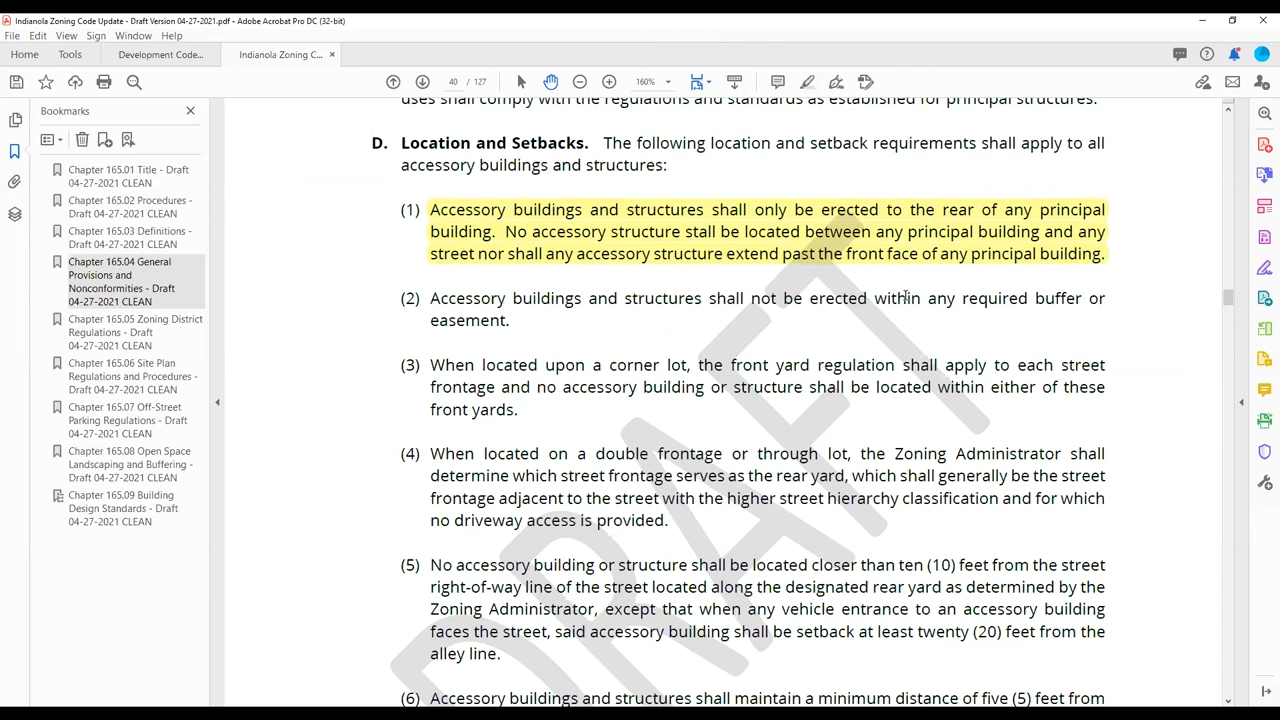 Indianola Zoning Code Update - Draft Version 04-27-2021.pdf - Adobe Acrobat Pro DC (32-bit)
File Edit View Sign Window Help
Home Tools Development Code... Indianola Zoning C... ×
40 / 127 160%
Bookmarks
Chapter 165.01 Title - Draft
04-27-2021 CLEAN
Chapter 165.02 Procedures -
Draft 04-27-2021 CLEAN
Chapter 165.03 Definitions -
Draft 04-27-2021 CLEAN
Chapter 165.04 General
Provisions and
Nonconformities - Draft
04-27-2021 CLEAN
Chapter 165.05 Zoning District
Regulations - Draft
04-27-2021 CLEAN
Chapter 165.06 Site Plan
Regulations and Procedures -
Draft 04-27-2021 CLEAN
Chapter 165.07 Off-Street
Parking Regulations - Draft
04-27-2021 CLEAN
Chapter 165.08 Open Space
Landscaping and Buffering -
Draft 04-27-2021 CLEAN
Chapter 165.09 Building
Design Standards - Draft
04-27-2021 CLEAN
uses shall comply with the regulations and standards as established for principal structures.
D. Location and Setbacks. The following location and setback requirements shall apply to all
accessory buildings and structures:
(1) Accessory buildings and structures shall only be erected to the rear of any principal
building. No accessory structure stall be located between any principal building and any
street nor shall any accessory structure extend past the front face of any principal building.
(2) Accessory buildings and structures shall not be erected within any required buffer or
easement.
(3) When located upon a corner lot, the front yard regulation shall apply to each street
frontage and no accessory building or structure shall be located within either of these
front yards.
(4) When located on a double frontage or through lot, the Zoning Administrator shall
determine which street frontage serves as the rear yard, which shall generally be the street
frontage adjacent to the street with the higher street hierarchy classification and for which
no driveway access is provided.
(5) No accessory building or structure shall be located closer than ten (10) feet from the street
right-of-way line of the street located along the designated rear yard as determined by the
Zoning Administrator, except that when any vehicle entrance to an accessory building
faces the street, said accessory building shall be setback at least twenty (20) feet from the
alley line.
(6) Accessory buildings and structures shall maintain a minimum distance of five (5) feet from
DRAFT